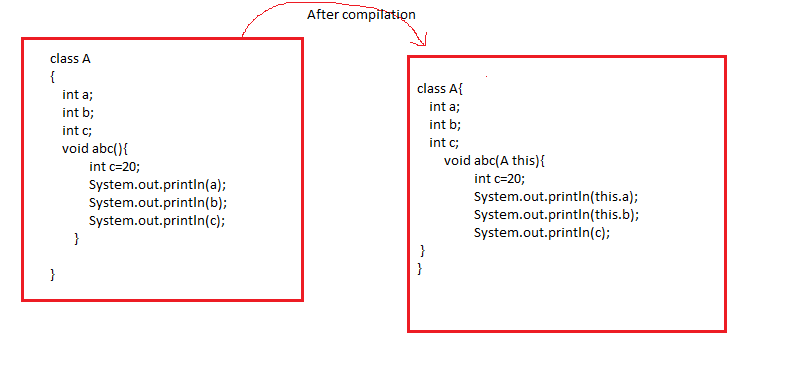 After compilation
class A
{
int a;
int b;
int c;
void abc(){
int c=20;
System.out.println(a);
System.out.println(b);
System.out.println(c);
}
}
class A{
int a;
int b;
int c;
void abc(A this){
int c=20;
System.out.println(this.a);
System.out.println(this.b);
System.out.println(c);
}
}